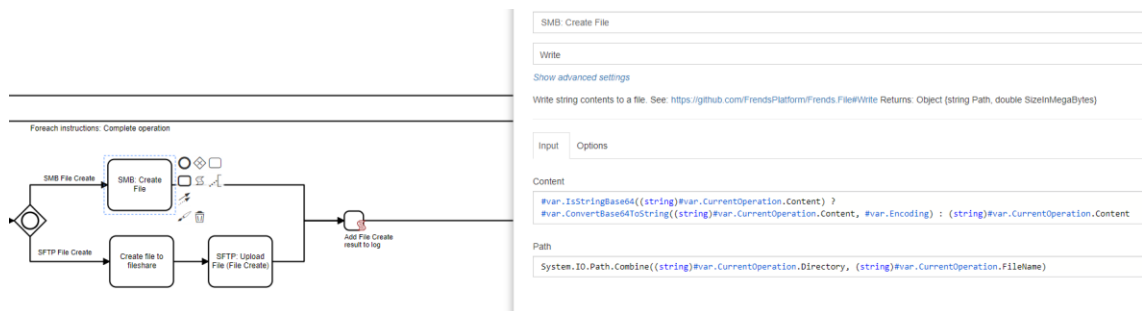 Foreach instructions: Complete operation
SMB File Create
SMB: Create
File
SFTP File Create
Create file to
fileshare
SFTP: Upload
File (File Create)
Add File Create
result to log
SMB: Create File
Write
Show advanced settings
Write string contents to a file. See: https://github.com/FrendsPlatform/Frends.File#Write Returns: Object {string Path, double SizeInMegaBytes}
Input Options
Content
#var.IsStringBase64((string)#var.CurrentOperation.Content) ?
#var.ConvertBase64ToString((string)#var.CurrentOperation.Content, #var.Encoding) : (string)#var.CurrentOperation.Content
Path
System.IO.Path.Combine((string)#var.CurrentOperation.Directory, (string)#var.CurrentOperation.FileName)